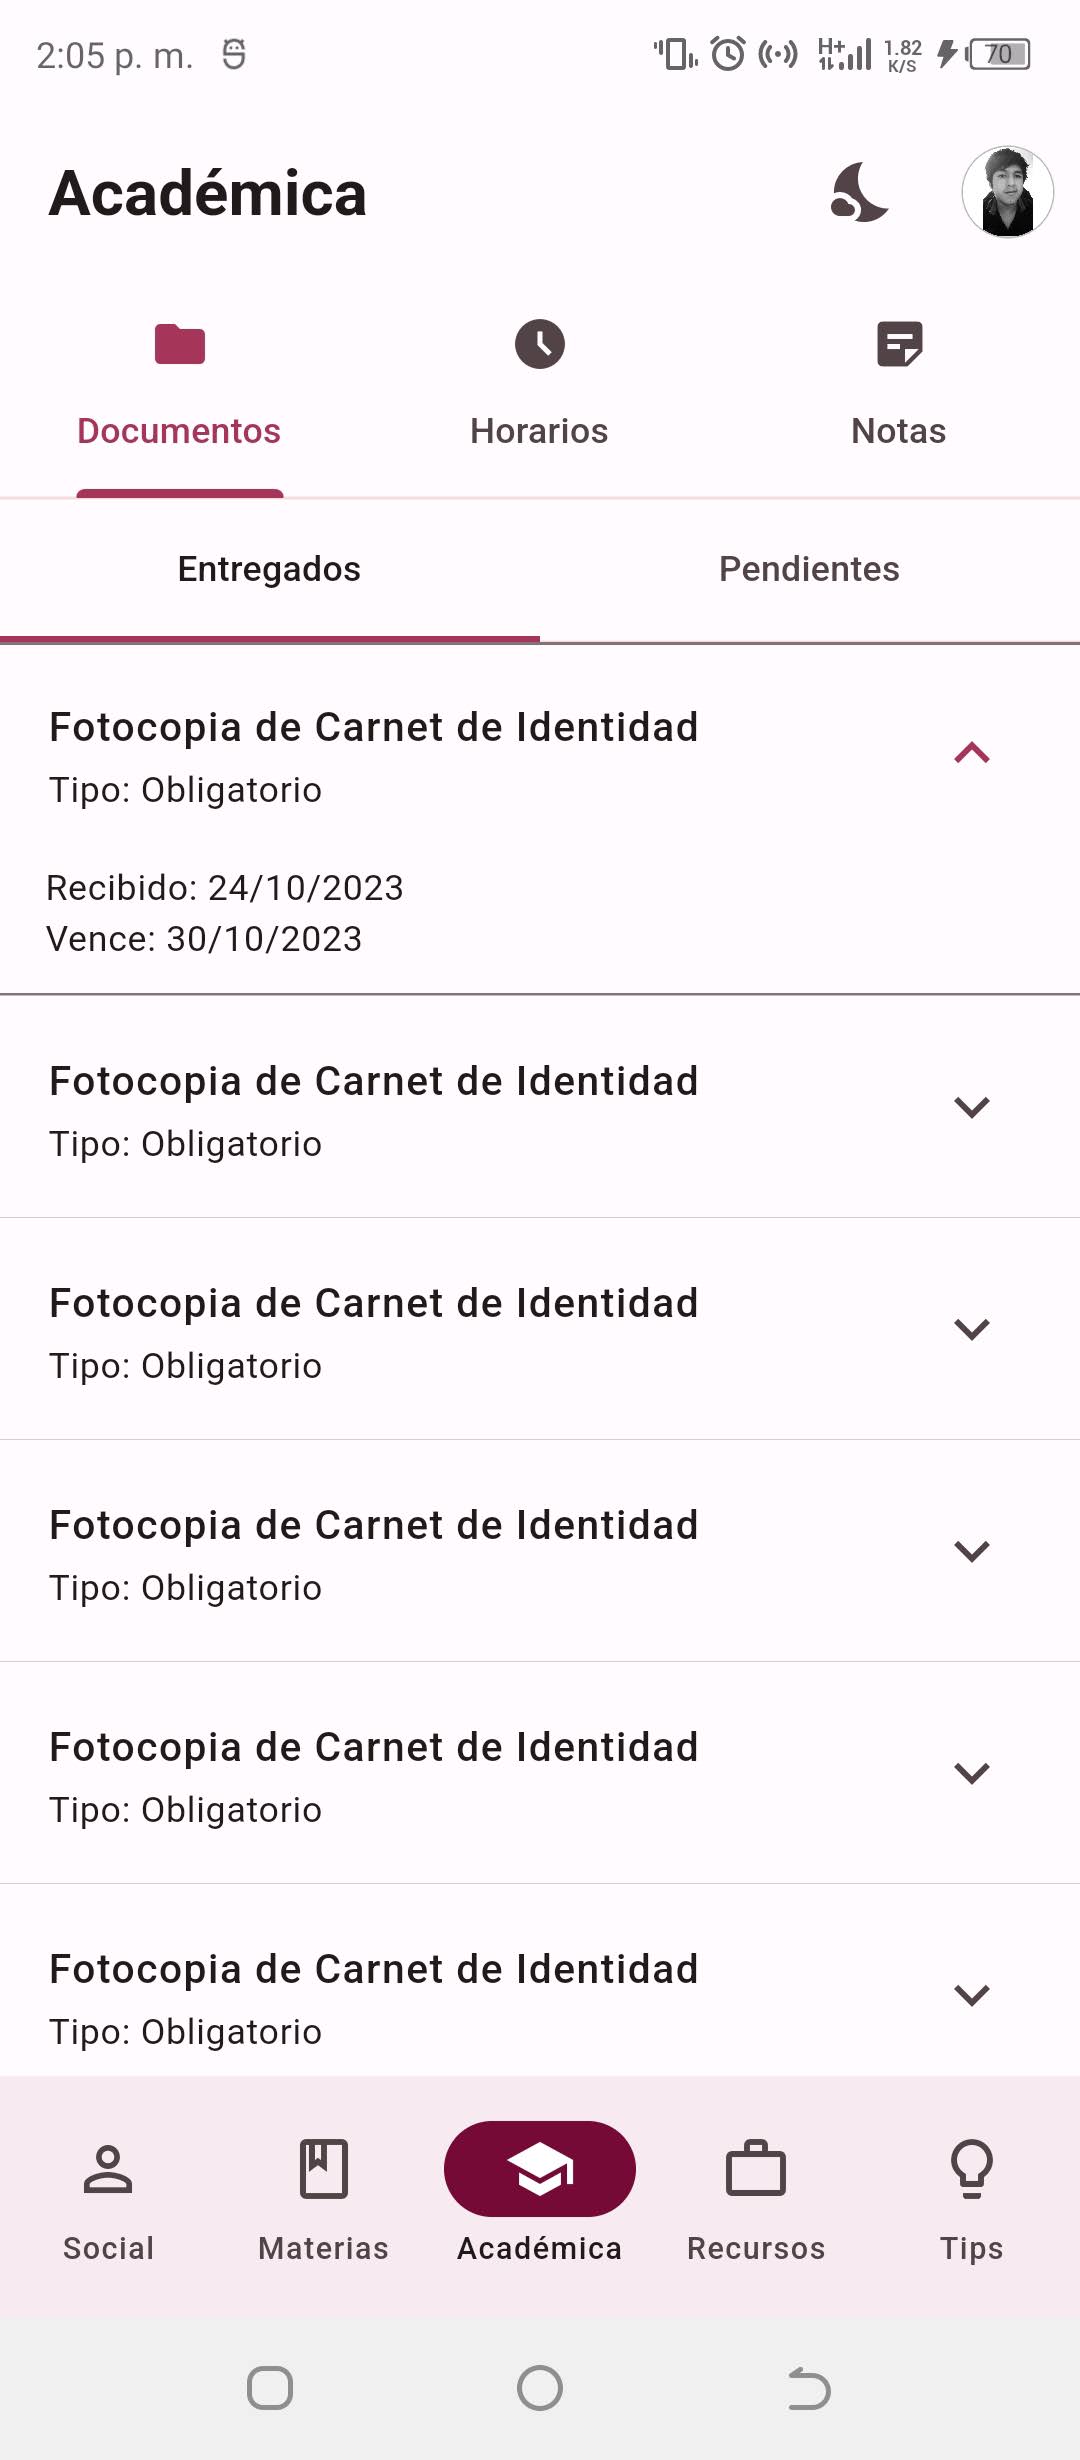 2:05 p. m.
H+
1.82
K/S
70
Académica
Documentos
Horarios
Notas
Entregados
Pendientes
Fotocopia de Carnet de Identidad
Tipo: Obligatorio
Recibido: 24/10/2023
Vence: 30/10/2023
Fotocopia de Carnet de Identidad
Tipo: Obligatorio
Fotocopia de Carnet de Identidad
Tipo: Obligatorio
Fotocopia de Carnet de Identidad
Tipo: Obligatorio
Fotocopia de Carnet de Identidad
Tipo: Obligatorio
Fotocopia de Carnet de Identidad
Tipo: Obligatorio
Social
Materias
Académica
Recursos
Tips